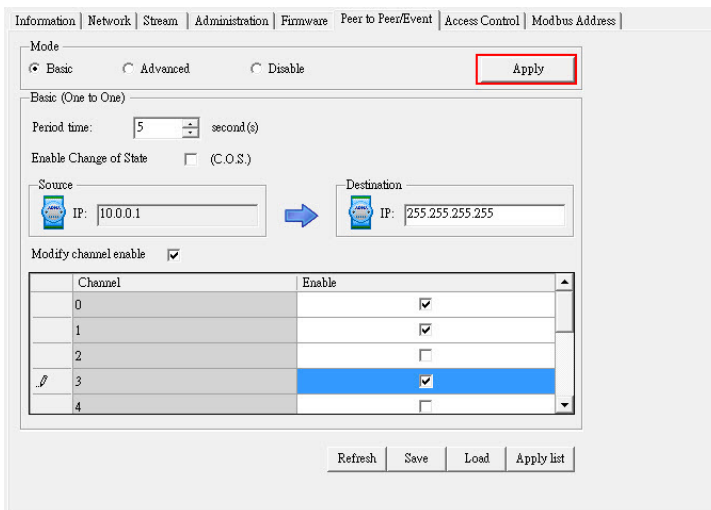 Information Network Stream Administration Firmware Peer to Peer/Event Access Control Modbus Address
Mode
Basic Advanced Disable Apply
Basic (One to One)
Period time: 5 second(s)
Enable Change of State (C.O.S.)
Source Destination
IP: 10.0.0.1 IP: 255.255.255.255
Modify channel enable
Channel Enable
0
1
2
3
4
Refresh Save Load Apply list